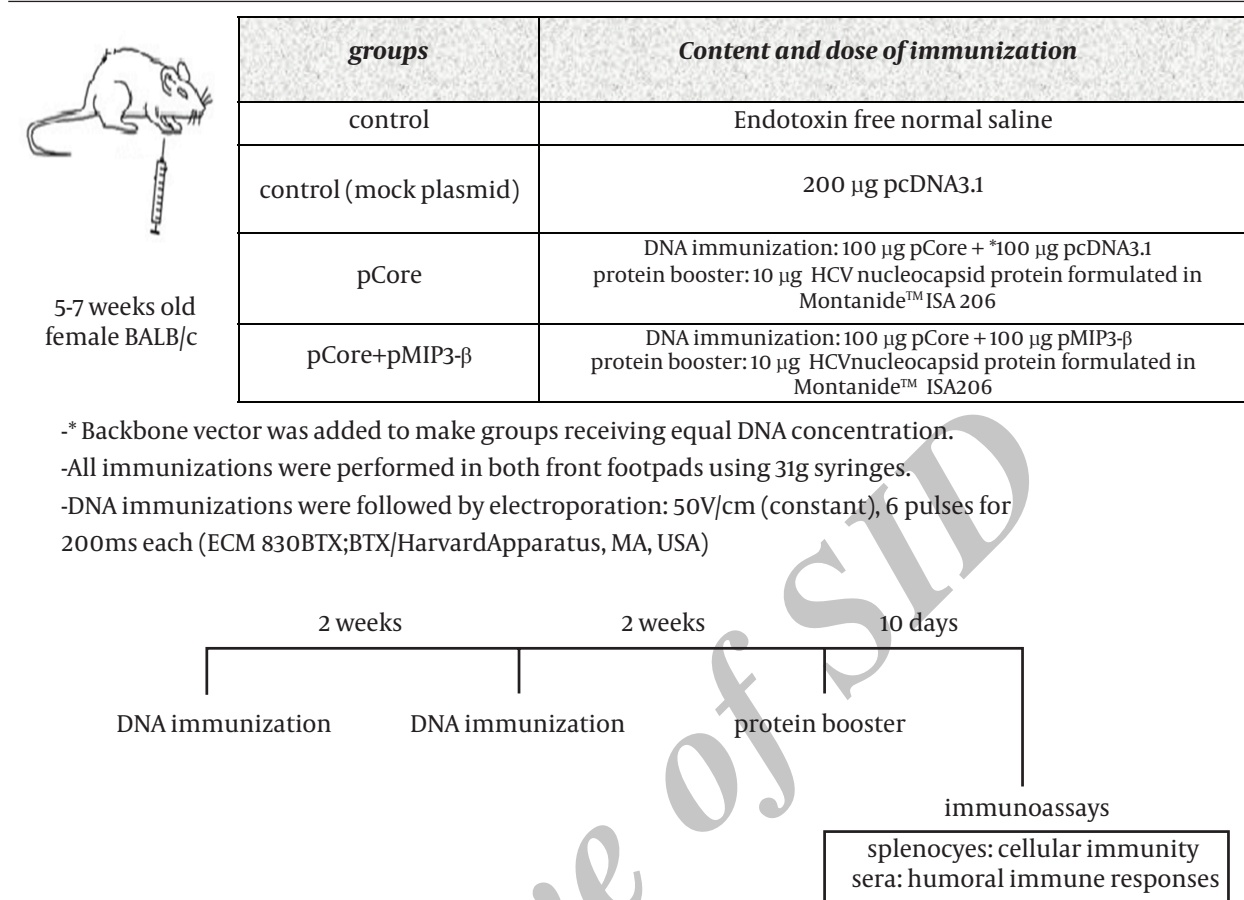 groups
Content and dose of immunization
control
Endotoxin free normal saline
control (mock plasmid)
200 μg pcDNA3.1
pCore
DNA immunization: 100 μg pCore + *100 μg pcDNA3.1
protein booster: 10 μg HCV nucleocapsid protein formulated in
Montanide™ ISA 206
pCore+pMIP3-β
DNA immunization: 100 μg pCore + 100 μg pMIP3-β
protein booster: 10 μg HCVnucleocapsid protein formulated in
Montanide™ ISA206
5-7 weeks old
female BALB/c
-* Backbone vector was added to make groups receiving equal DNA concentration.
-All immunizations were performed in both front footpads using 31g syringes.
-DNA immunizations were followed by electroporation: 50V/cm (constant), 6 pulses for
200ms each (ECM 830BTX;BTX/HarvardApparatus, MA, USA)
2 weeks
2 weeks
10 days
DNA immunization
DNA immunization
protein booster
immunoassays
splenocyes: cellular immunity
sera: humoral immune responses
of SID